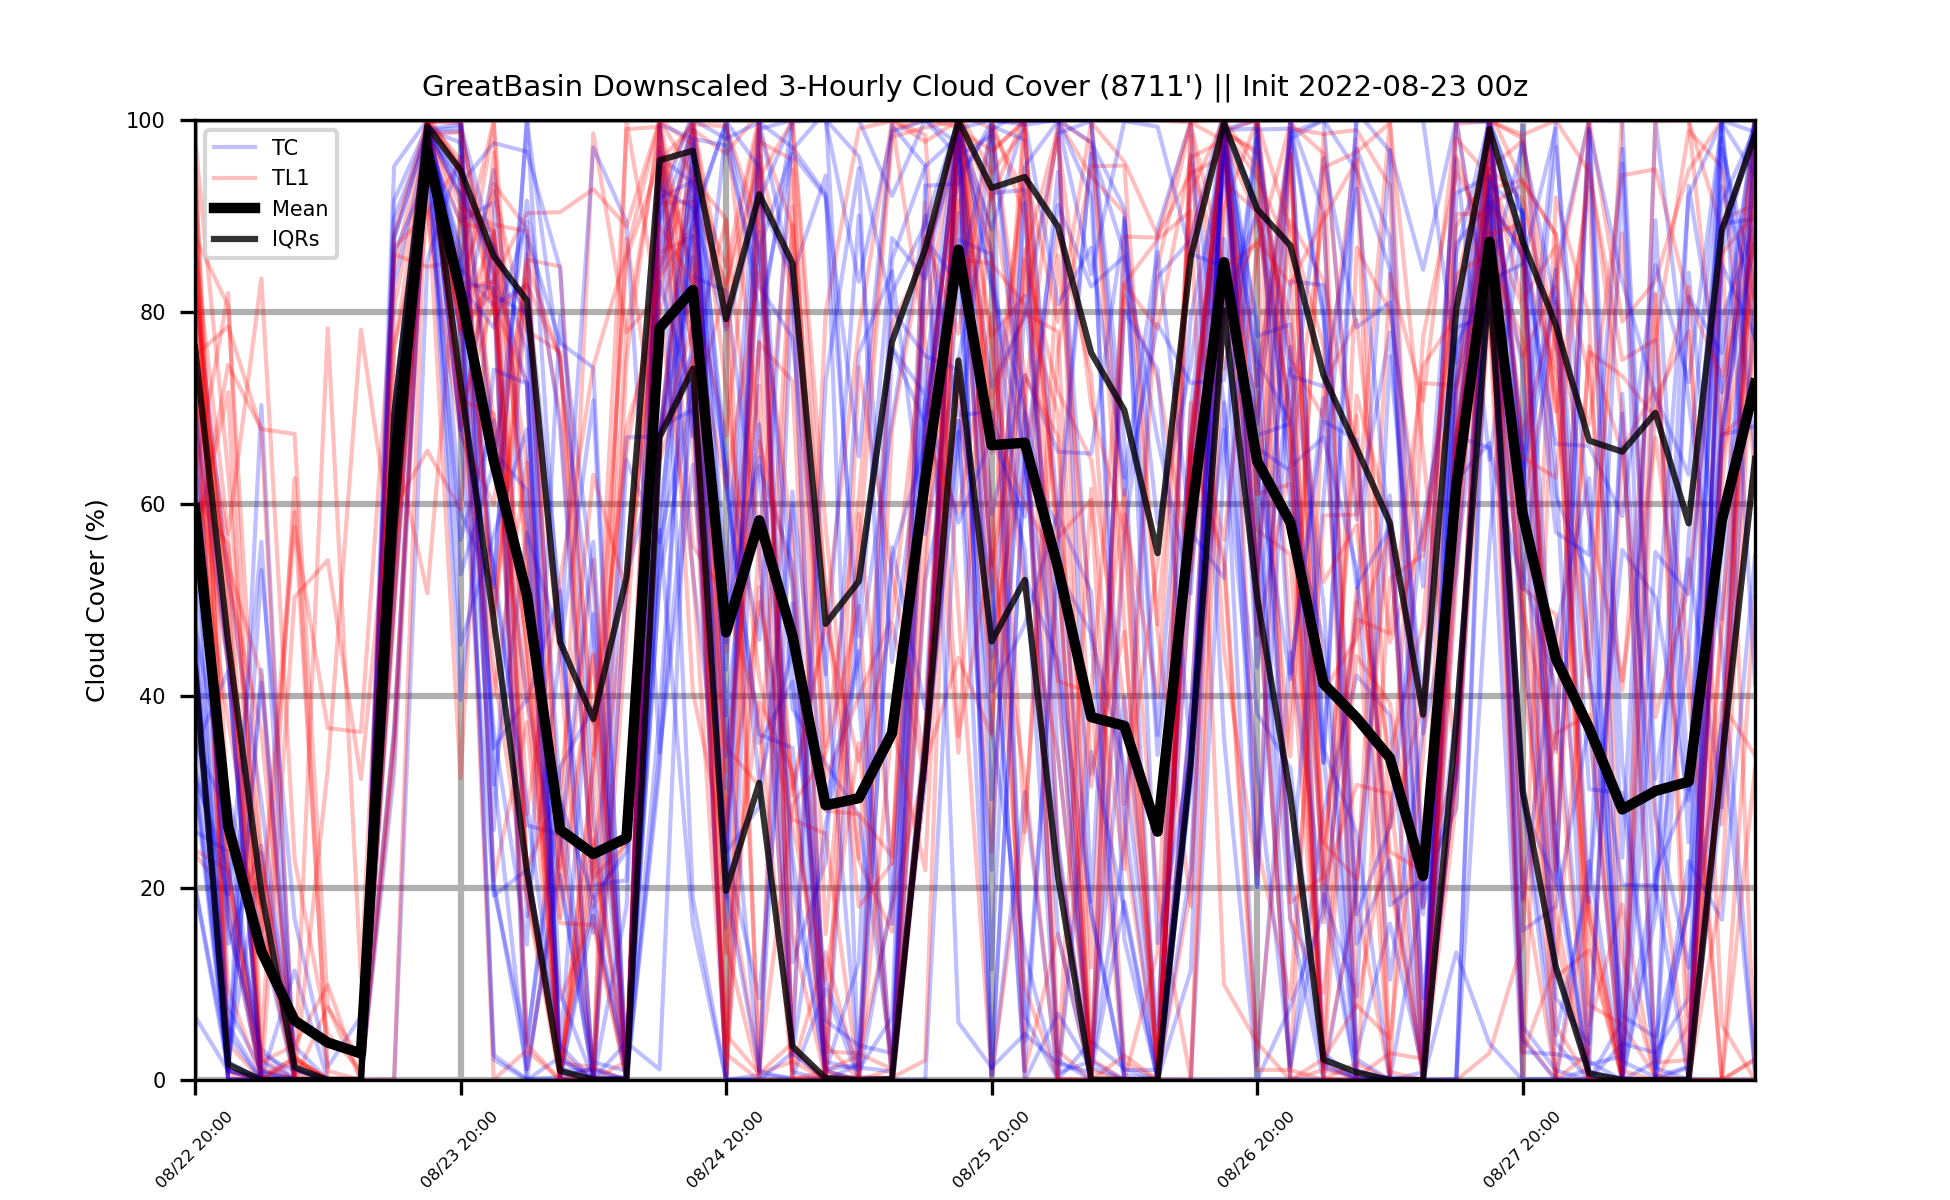 GreatBasin Downscaled 3-Hourly Cloud Cover (8711') || Init 2022-08-23 00z
TC
TL1
Mean
IQRs
Cloud Cover (%)
100
80
60
40
20
0
08/22 20:00
08/23 20:00
08/24 20:00
08/25 20:00
08/26 20:00
08/27 20:00